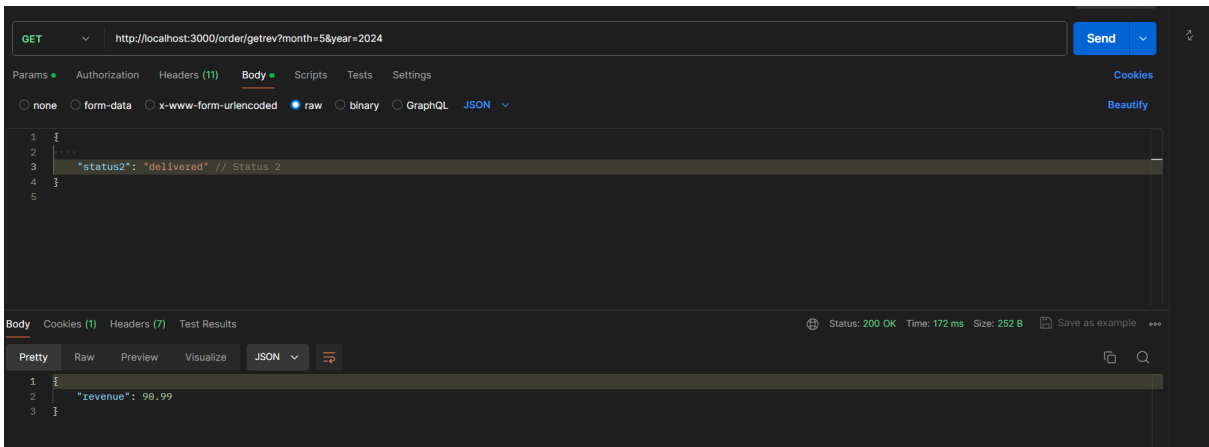 GET http://localhost:3000/order/getrev?month=5&year=2024 Send
Params Authorization Headers (11) Body Scripts Tests Settings Cookies
none form-data x-www-form-urlencoded raw binary GraphQL JSON Beautify
1 {
2 ····
3 "status2": "delivered" // Status 2
4 }
5
Body Cookies (1) Headers (7) Test Results Status: 200 OK Time: 172 ms Size: 252 B Save as example
Pretty Raw Preview Visualize JSON
1 {
2 "revenue": 90.99
3 }